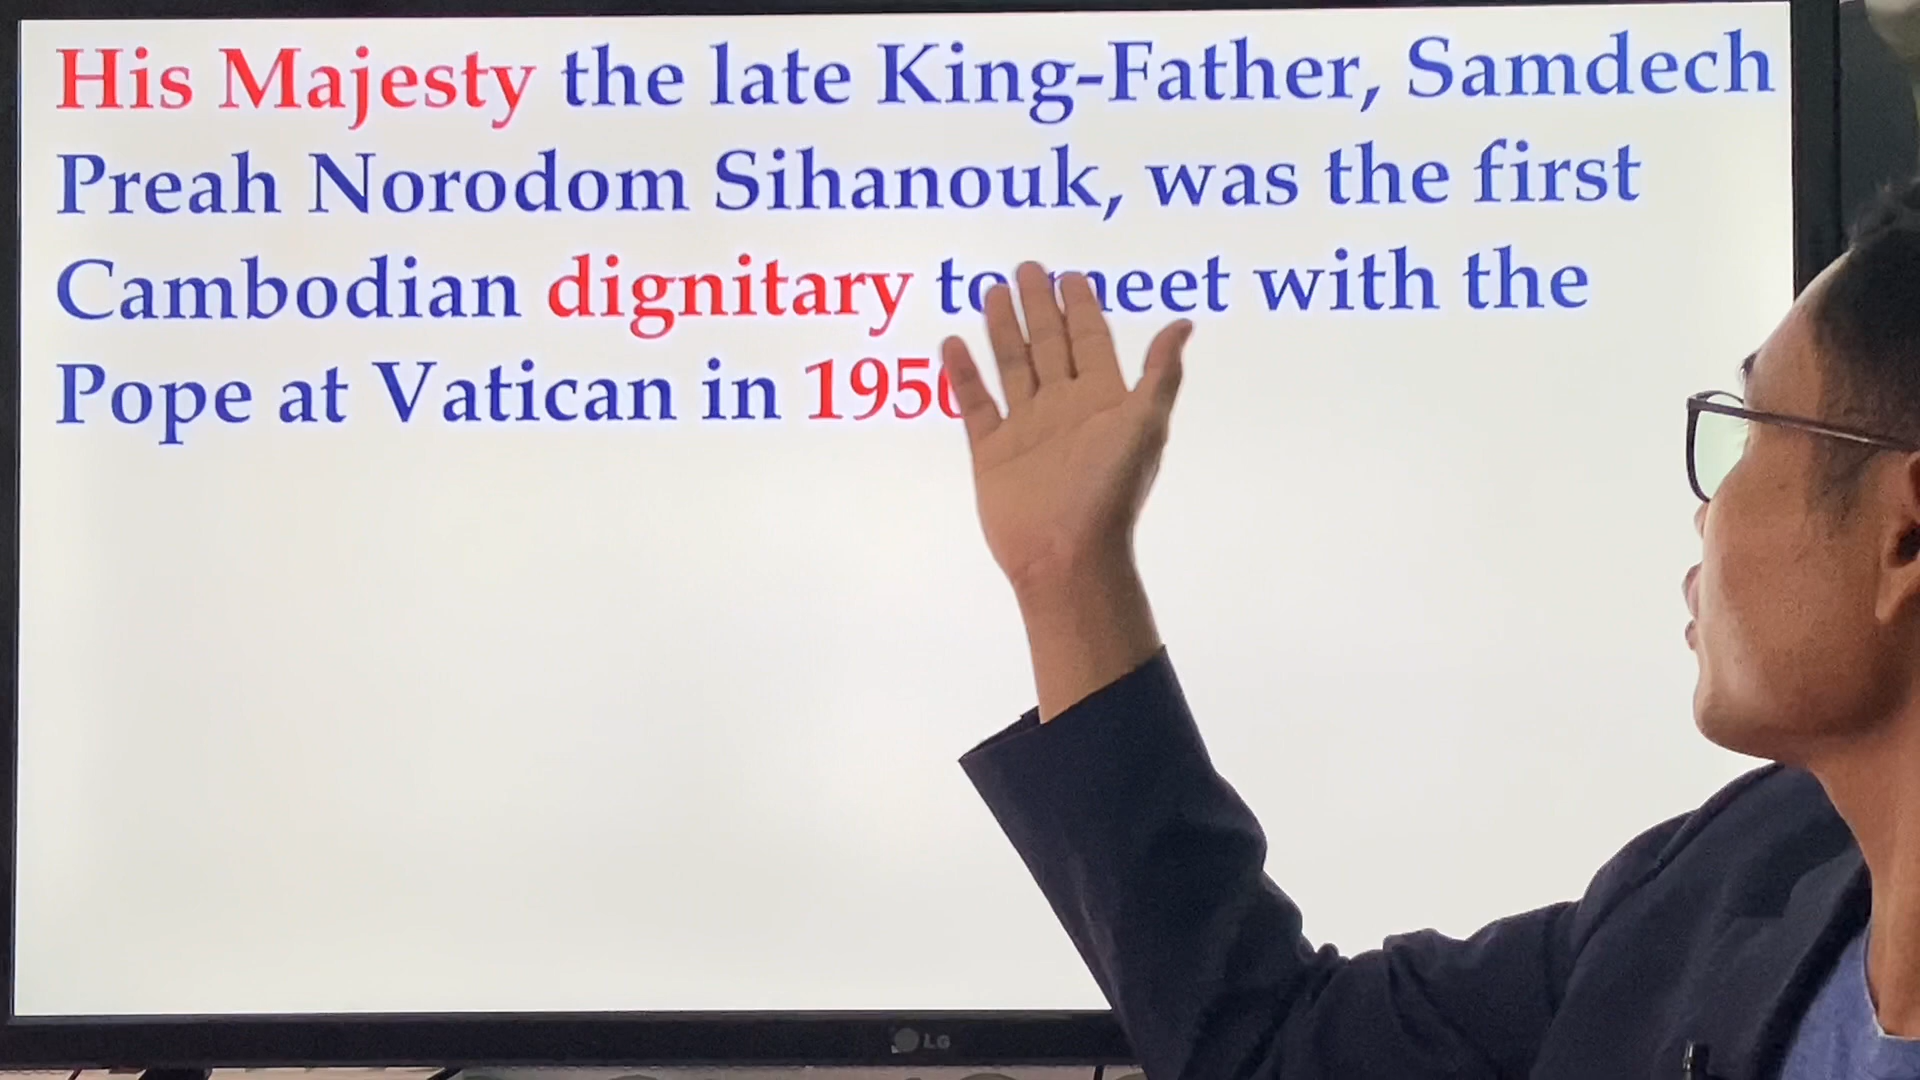 His Majesty the late King-Father, Samdech
Preah Norodom Sihanouk, was the first
Cambodian dignitary to meet with the
Pope at Vatican in
LG